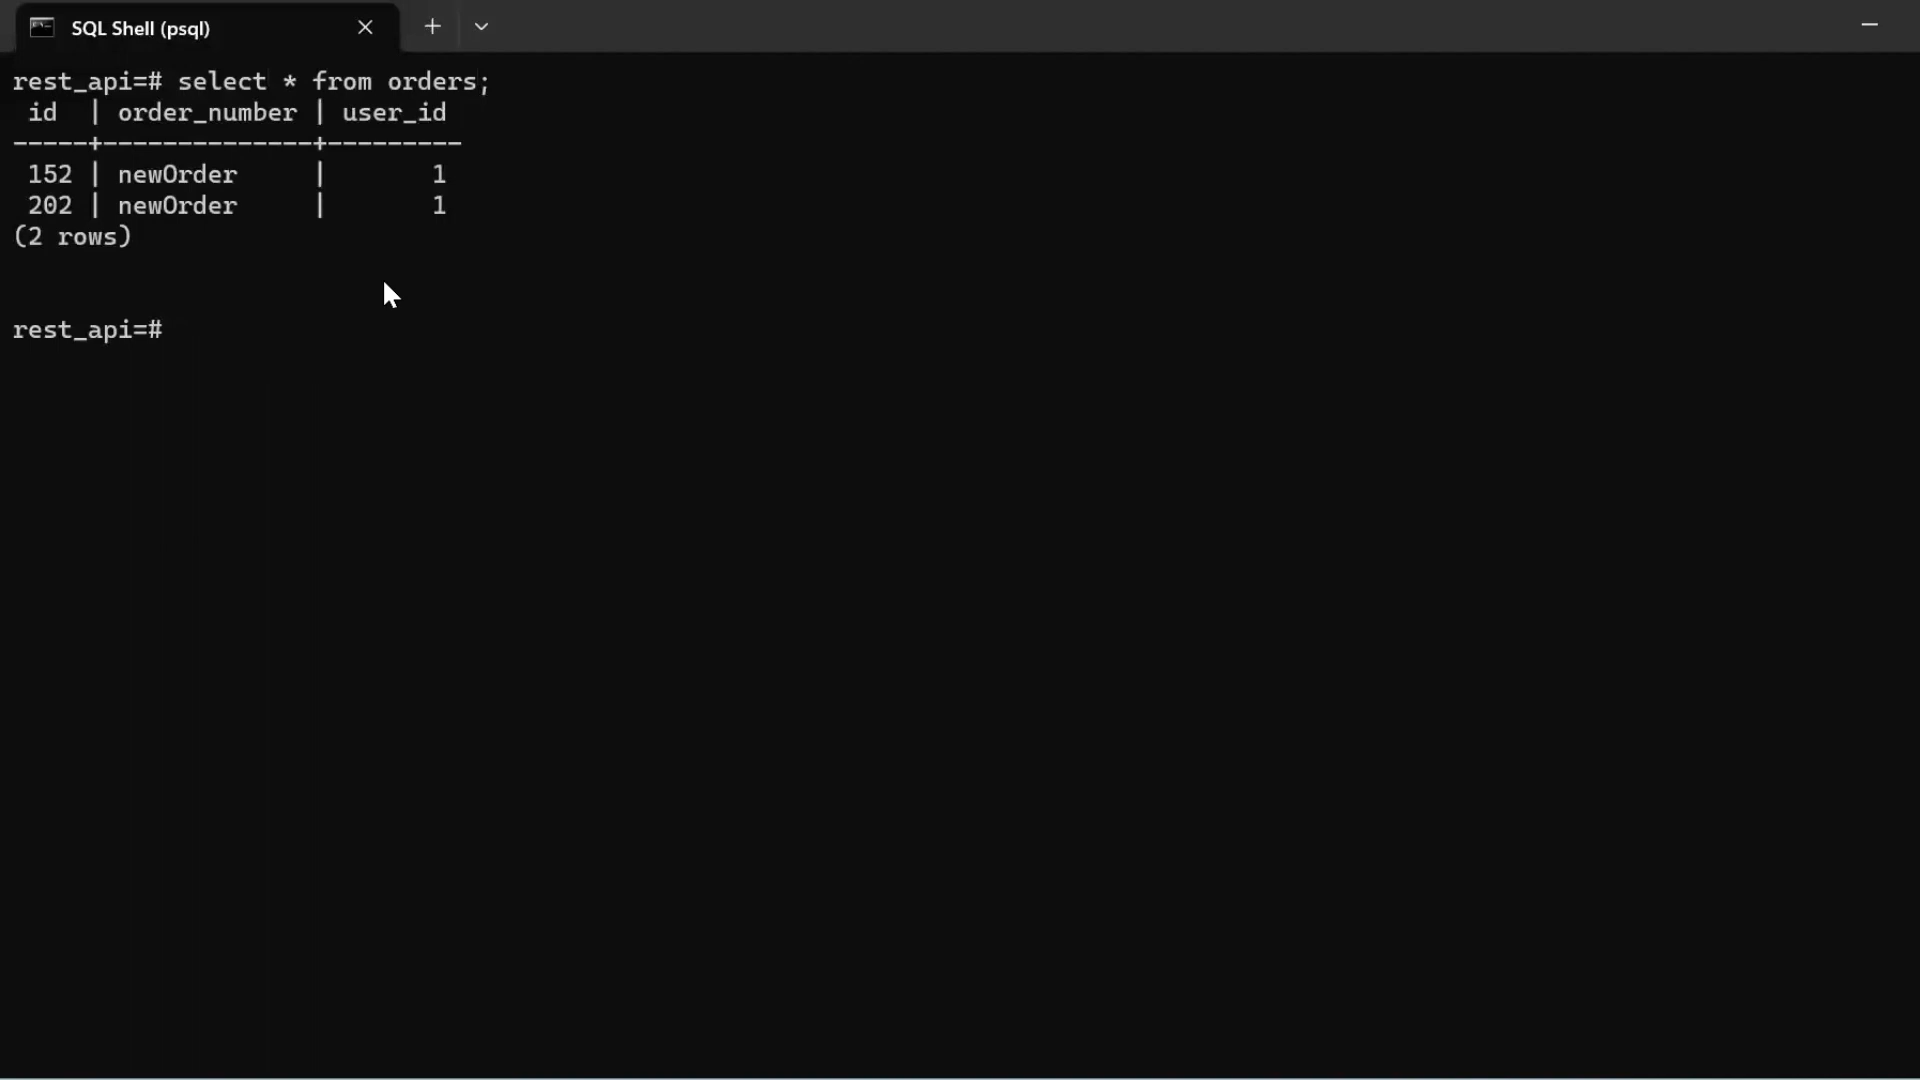 SQL Shell (psql)
rest_api=# select * from orders;
 id  | order_number | user_id
-----+--------------+---------
 152 | newOrder     |       1
 202 | newOrder     |       1
(2 rows)
rest_api=#